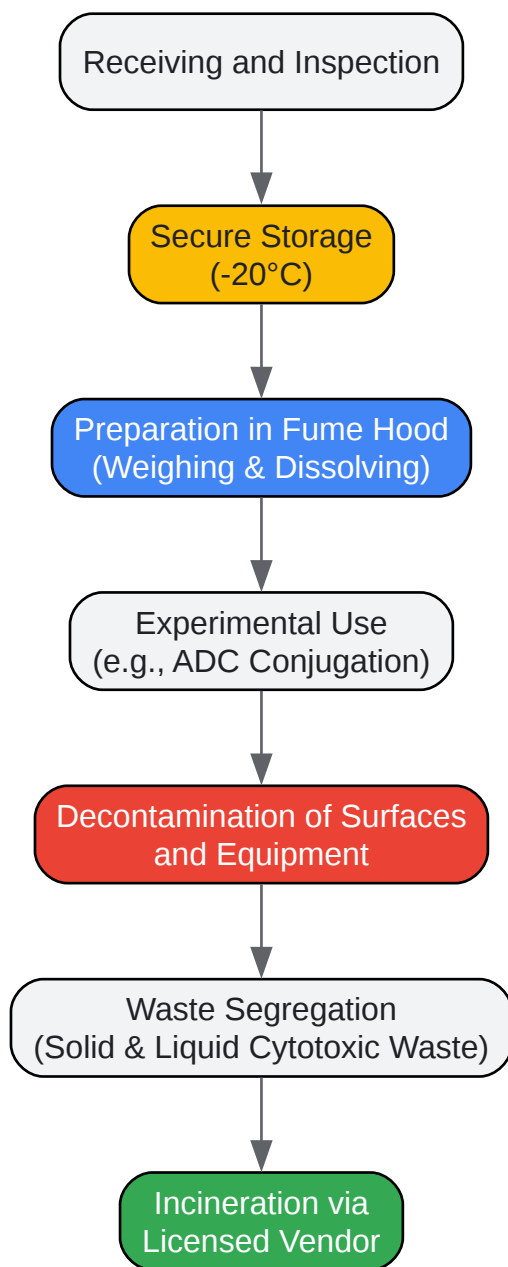 Receiving and Inspection
Secure Storage
(-20°C)
Preparation in Fume Hood
(Weighing & Dissolving)
Experimental Use
(e.g., ADC Conjugation)
Decontamination of Surfaces
and Equipment
Waste Segregation
(Solid & Liquid Cytotoxic Waste)
Incineration via
Licensed Vendor